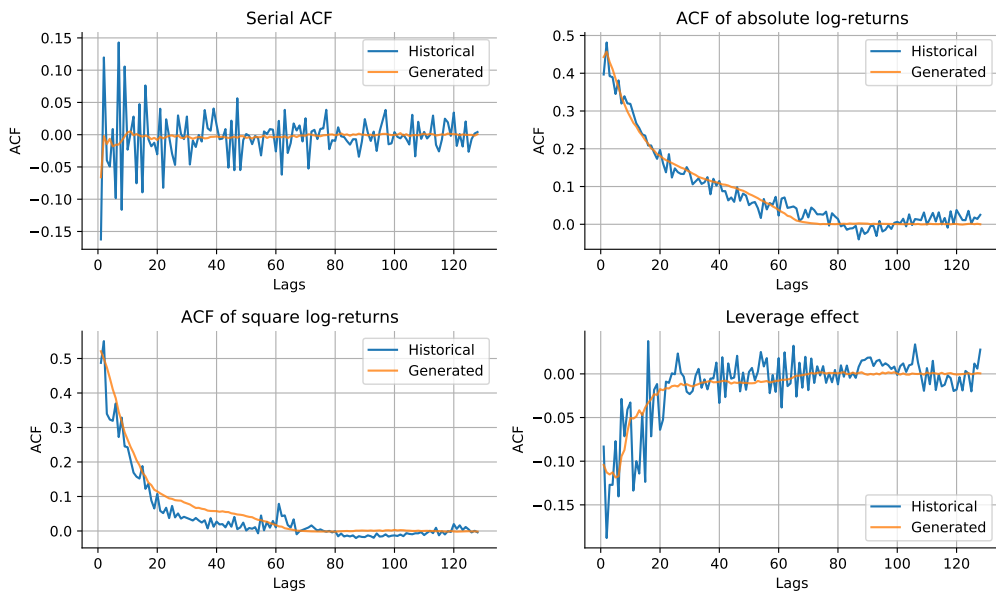 Serial ACF
0.15
0.10
0.05
0.00
−0.05
−0.10
−0.15
ACF
0 20 40 60 80 100 120
Lags
Historical
Generated
ACF of absolute log-returns
0.5
0.4
0.3
0.2
0.1
0.0
ACF
0 20 40 60 80 100 120
Lags
Historical
Generated
ACF of square log-returns
0.5
0.4
0.3
0.2
0.1
0.0
ACF
0 20 40 60 80 100 120
Lags
Historical
Generated
Leverage effect
0.00
−0.05
−0.10
−0.15
ACF
0 20 40 60 80 100 120
Lags
Historical
Generated